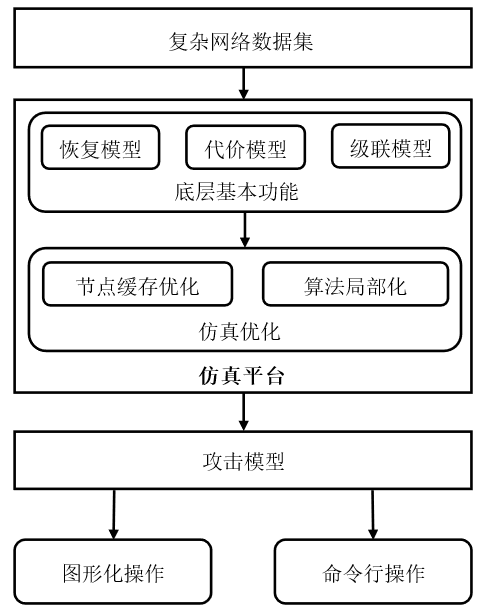 复杂网络数据集
恢复模型 代价模型 级联模型
底层基本功能
节点缓存优化 算法局部化
仿真优化
仿真平台
攻击模型
图形化操作 命令行操作